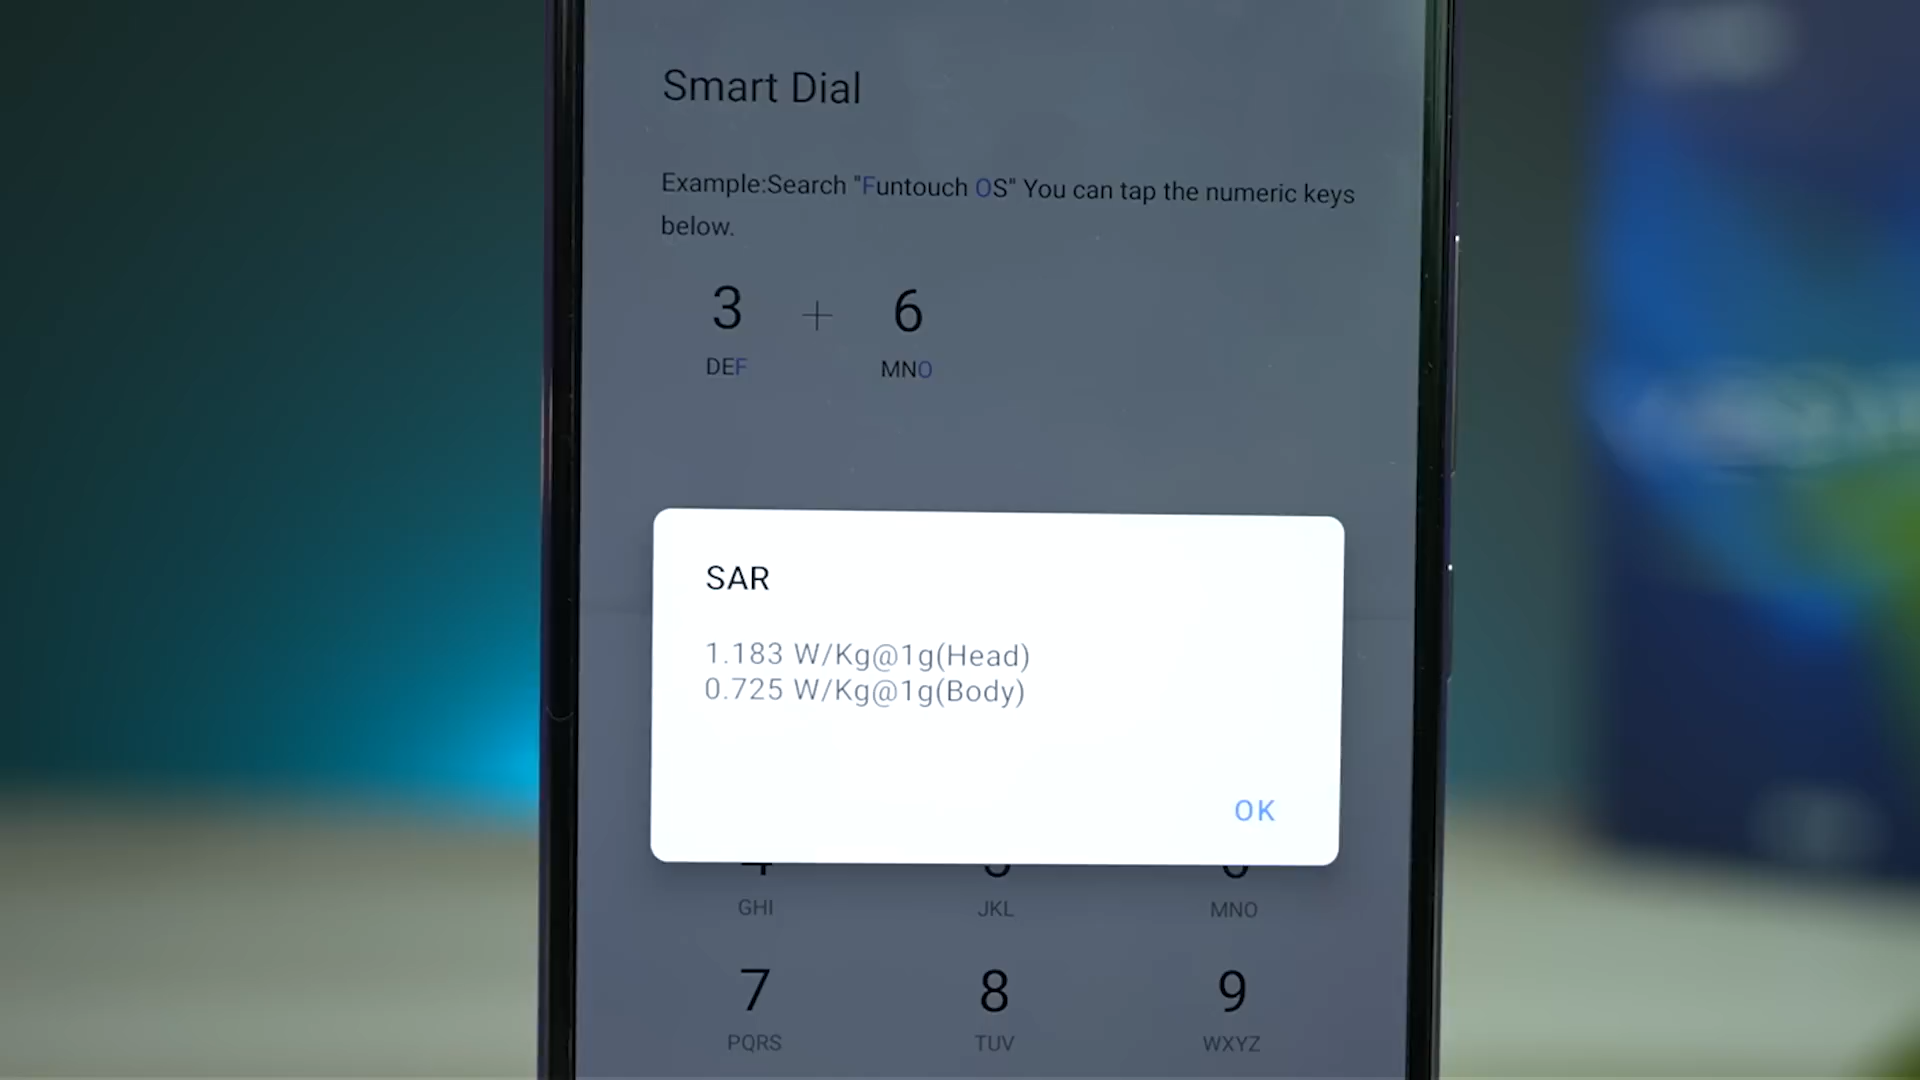 Smart Dial
Example:Search "Funtouch OS" You can tap the numeric keys
below.
3 + 6
DEF MNO
SAR
1.183 W/Kg@1g(Head)
0.725 W/Kg@1g(Body)
OK
GHI JKL MNO
7 8 9
PQRS TUV WXYZ